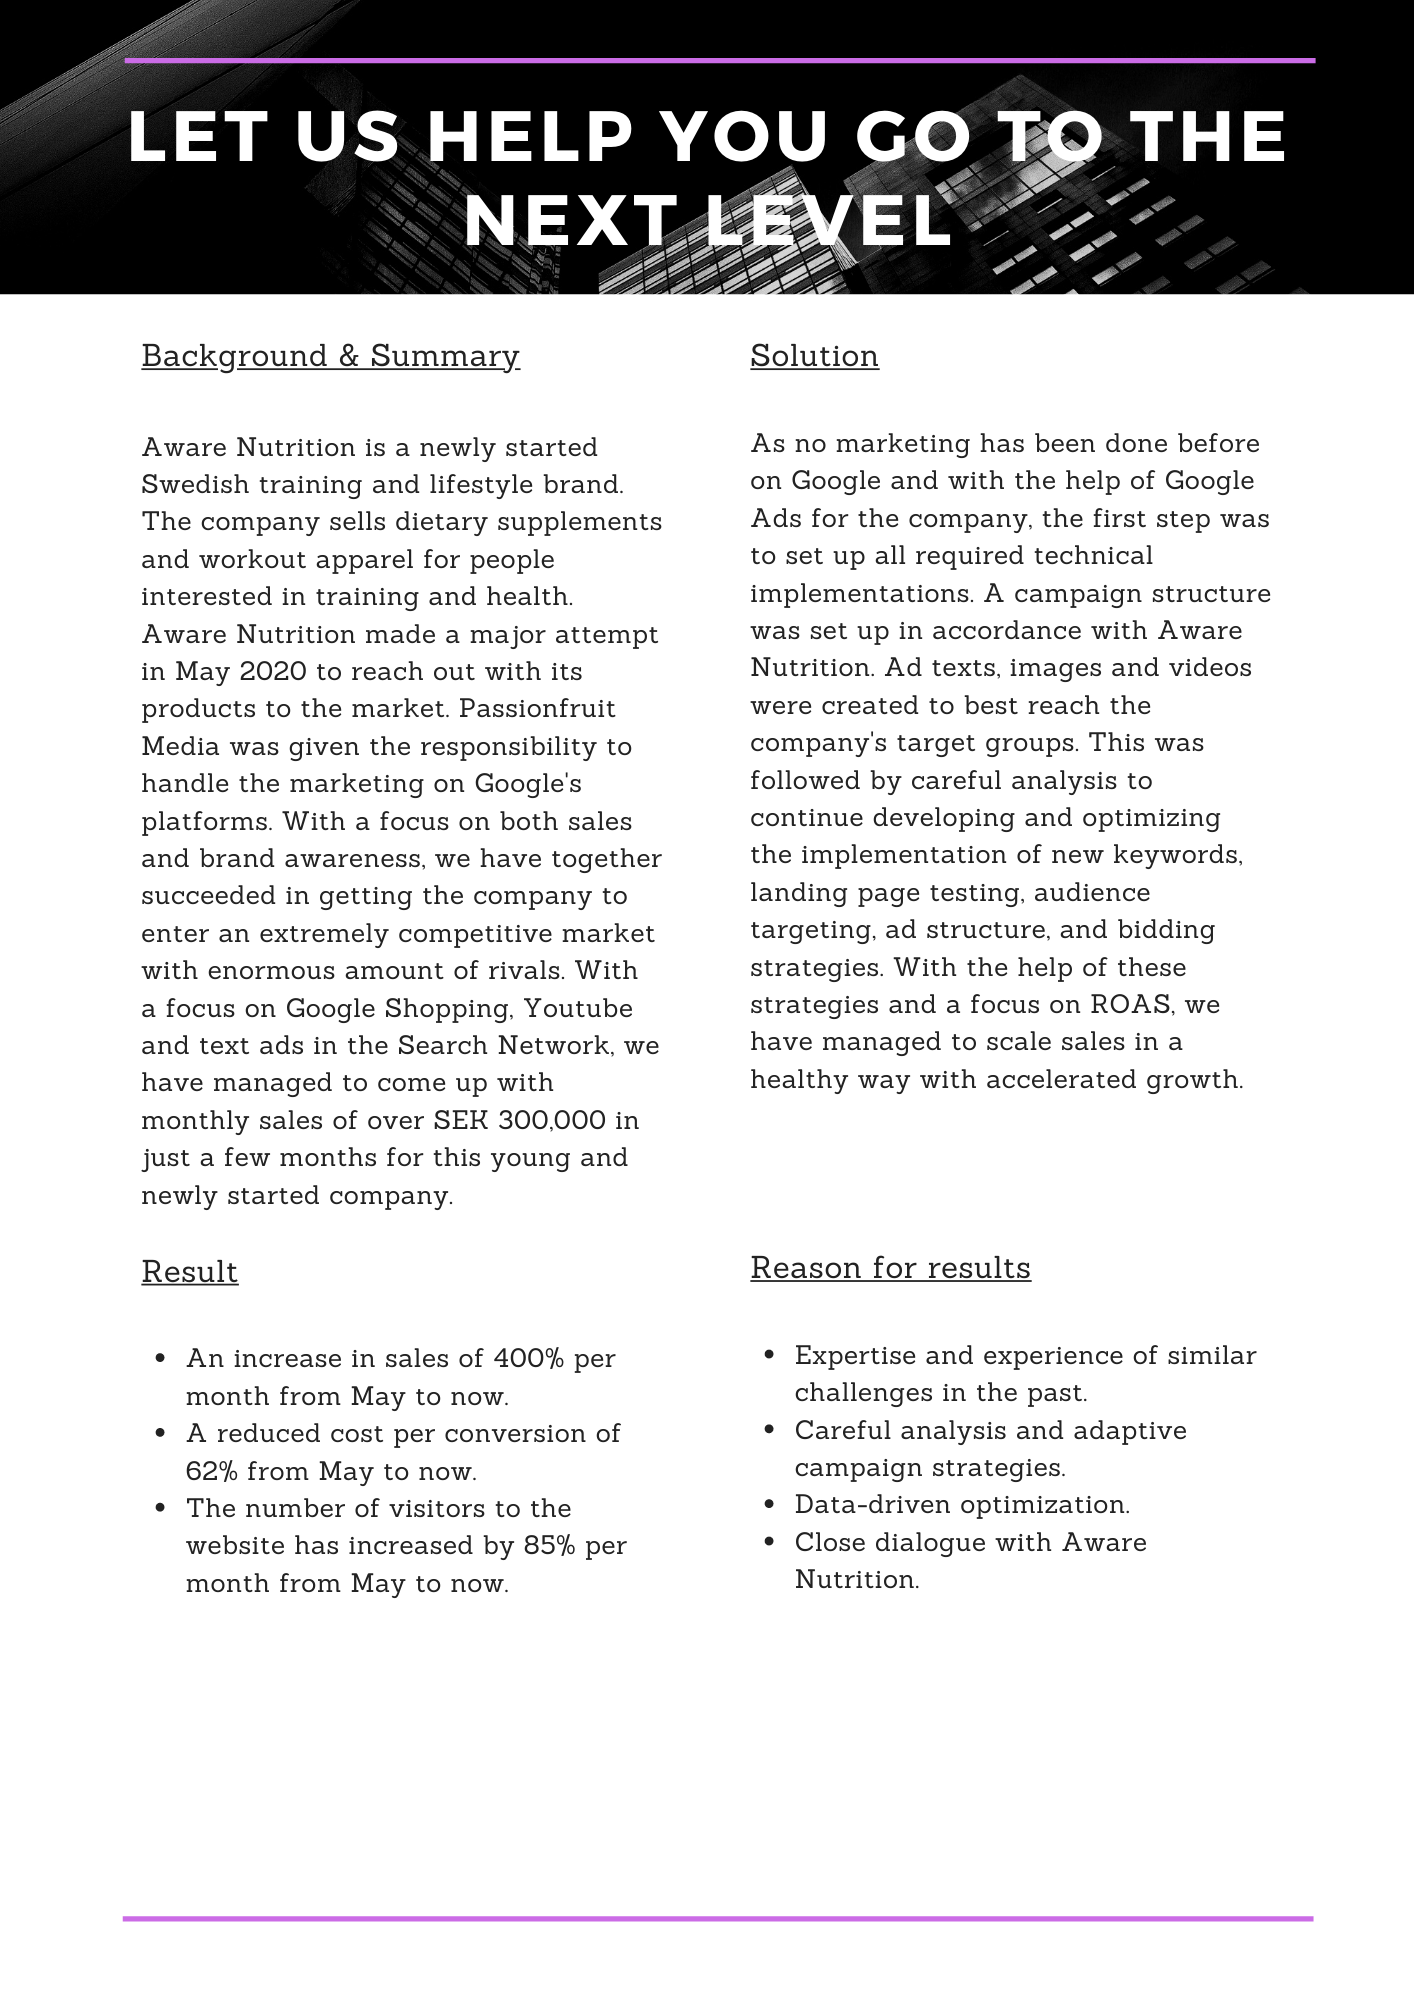 LET US HELP YOU GO TO THE
NEXT LEVEL
Background & Summary
Aware Nutrition is a newly started
Swedish training and lifestyle brand.
The company sells dietary supplements
and workout apparel for people
interested in training and health.
Aware Nutrition made a major attempt
in May 2020 to reach out with its
products to the market. Passionfruit
Media was given the responsibility to
handle the marketing on Google's
platforms. With a focus on both sales
and brand awareness, we have together
succeeded in getting the company to
enter an extremely competitive market
with enormous amount of rivals. With
a focus on Google Shopping, Youtube
and text ads in the Search Network, we
have managed to come up with
monthly sales of over SEK 300,000 in
just a few months for this young and
newly started company.
Solution
As no marketing has been done before
on Google and with the help of Google
Ads for the company, the first step was
to set up all required technical
implementations. A campaign structure
was set up in accordance with Aware
Nutrition. Ad texts, images and videos
were created to best reach the
company's target groups. This was
followed by careful analysis to
continue developing and optimizing
the implementation of new keywords,
landing page testing, audience
targeting, ad structure, and bidding
strategies. With the help of these
strategies and a focus on ROAS, we
have managed to scale sales in a
healthy way with accelerated growth.
Result
• An increase in sales of 400% per
month from May to now.
• A reduced cost per conversion of
62% from May to now.
• The number of visitors to the
website has increased by 85% per
month from May to now.
Reason for results
• Expertise and experience of similar
challenges in the past.
• Careful analysis and adaptive
campaign strategies.
• Data-driven optimization.
• Close dialogue with Aware
Nutrition.